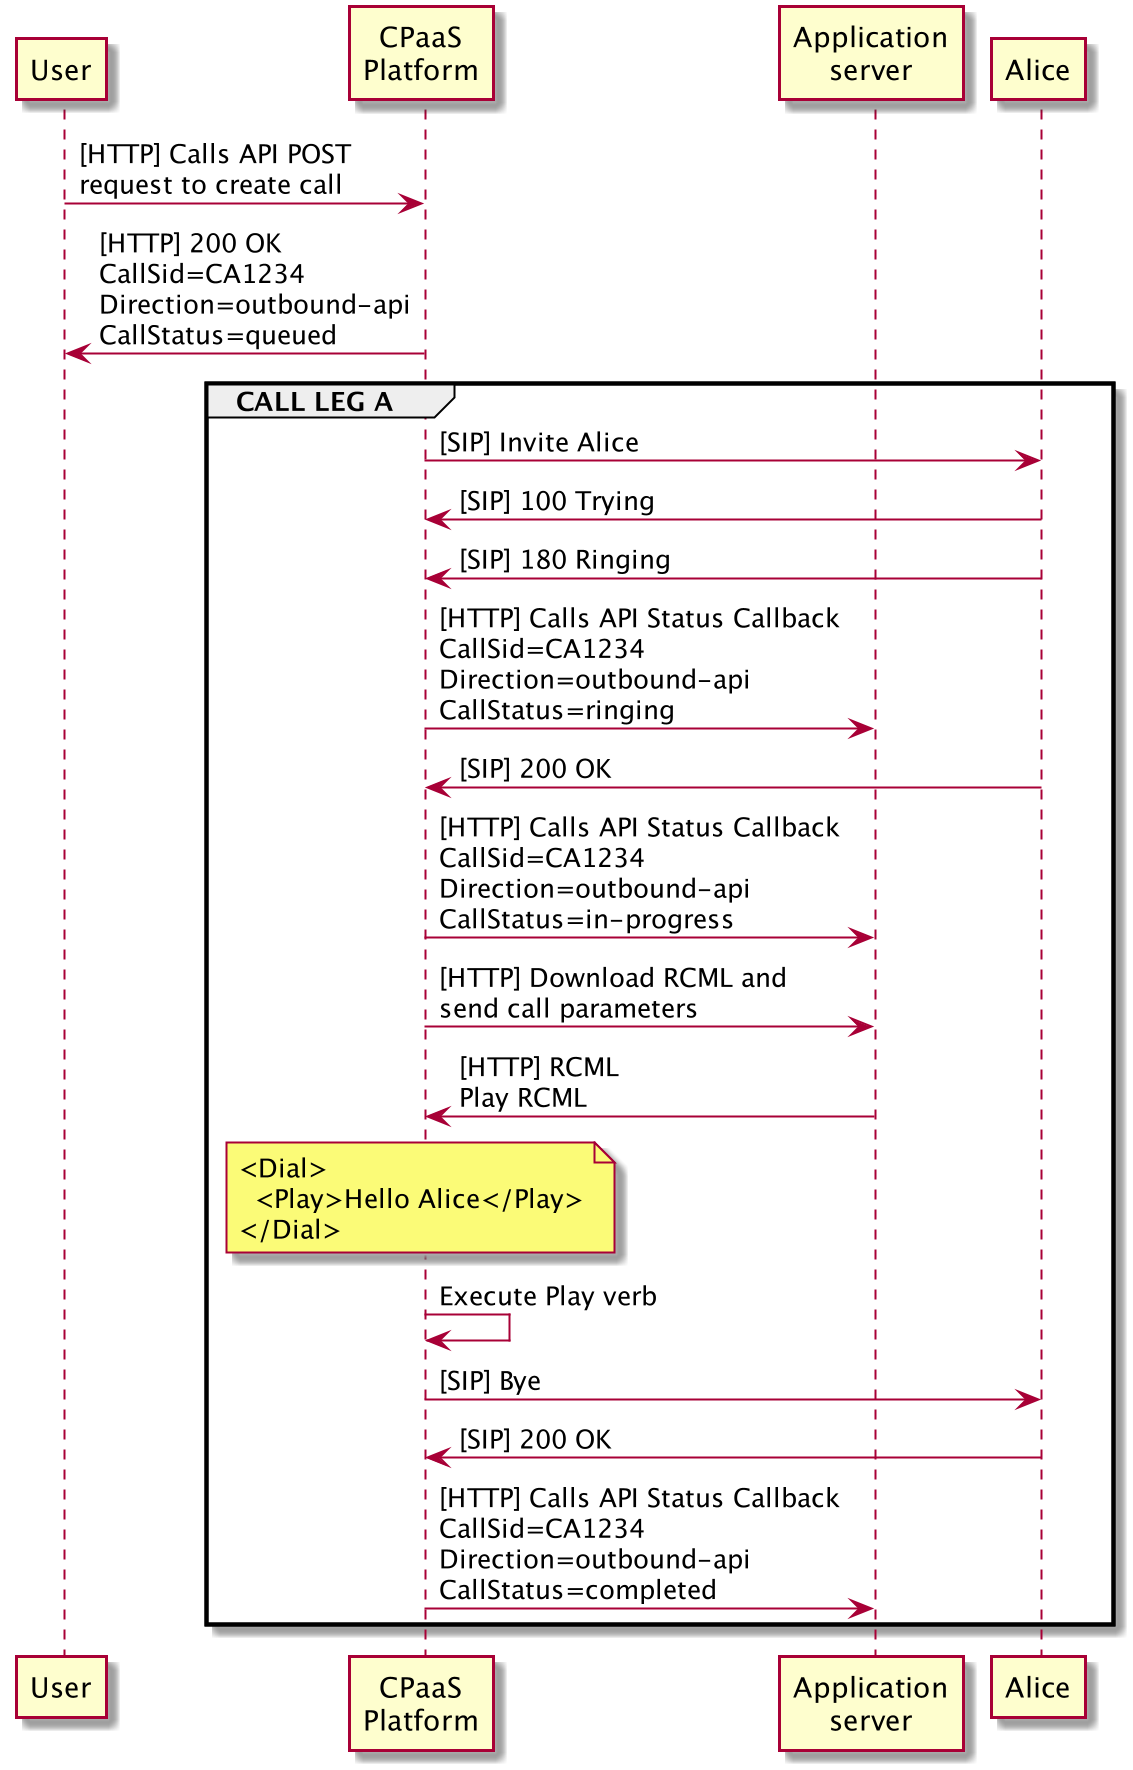 User
CPaaS
Platform
Application
server
Alice
[HTTP] Calls API POST
request to create call
[HTTP] 200 OK
CallSid=CA1234
Direction=outbound-api
CallStatus=queued
CALL LEG A
[SIP] Invite Alice
[SIP] 100 Trying
[SIP] 180 Ringing
[HTTP] Calls API Status Callback
CallSid=CA1234
Direction=outbound-api
CallStatus=ringing
[SIP] 200 OK
[HTTP] Calls API Status Callback
CallSid=CA1234
Direction=outbound-api
CallStatus=in-progress
[HTTP] Download RCML and
send call parameters
[HTTP] RCML
Play RCML
<Dial>
  <Play>Hello Alice</Play>
</Dial>
Execute Play verb
[SIP] Bye
[SIP] 200 OK
[HTTP] Calls API Status Callback
CallSid=CA1234
Direction=outbound-api
CallStatus=completed
User
CPaaS
Platform
Application
server
Alice